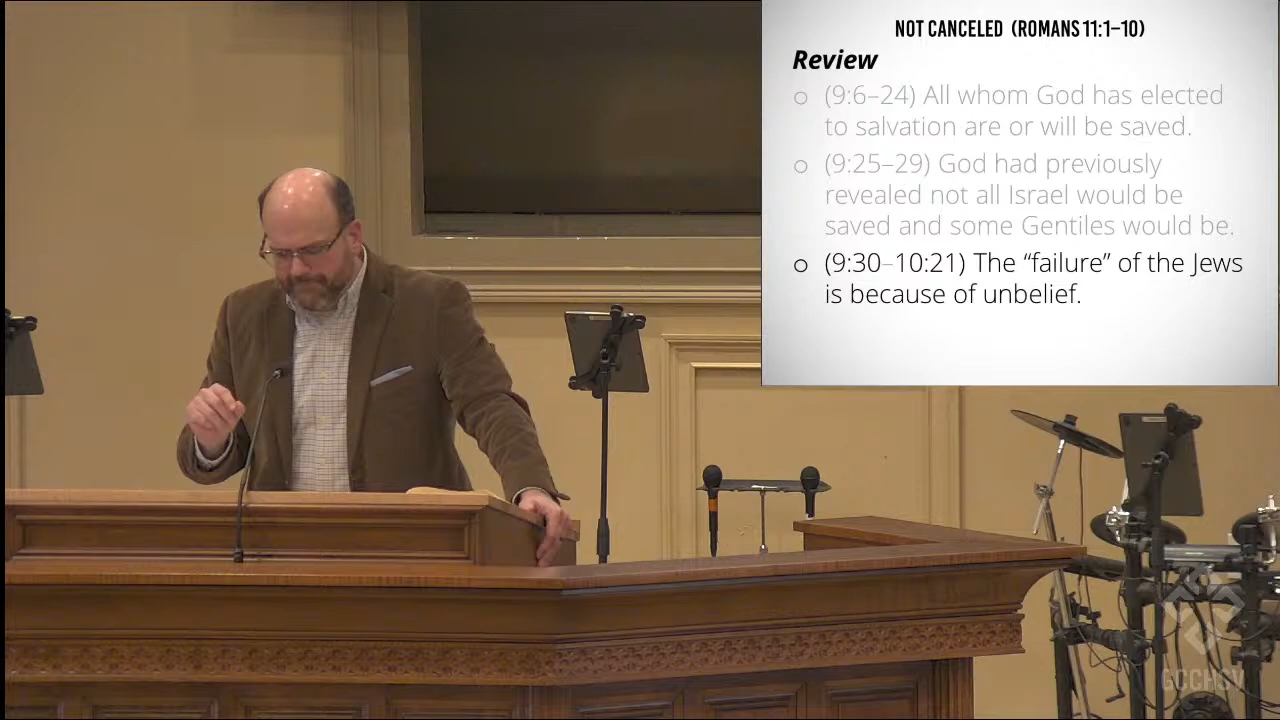 NOT CANCELED (ROMANS 11:1–10)
Review
(9:6–24) All whom God has elected
to salvation are or will be saved.
(9:25–29) God had previously
revealed not all Israel would be
saved and some Gentiles would be.
(9:30–10:21) The “failure” of the Jews
is because of unbelief.
GCCHSV